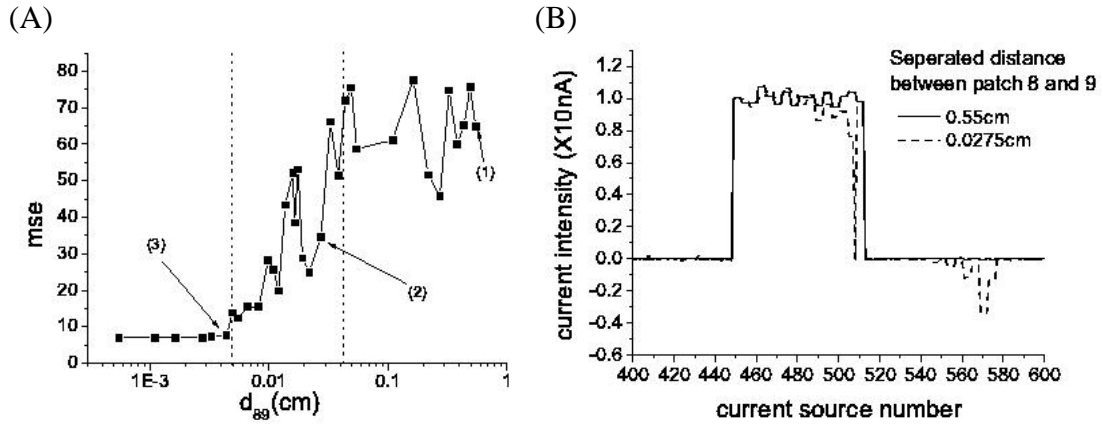 (A)
mse
80
70
60
50
40
30
20
10
0
(1)
(2)
(3)
1E-3
0.01
0.1
1
d89(cm)
(B)
current intensity (X10nA)
1.2
1.0
0.8
0.6
0.4
0.2
0.0
-0.2
-0.4
-0.6
Seperated distance
between patch 8 and 9
0.55cm
0.0275cm
400 420 440 460 480 500 520 540 560 580 600
current source number